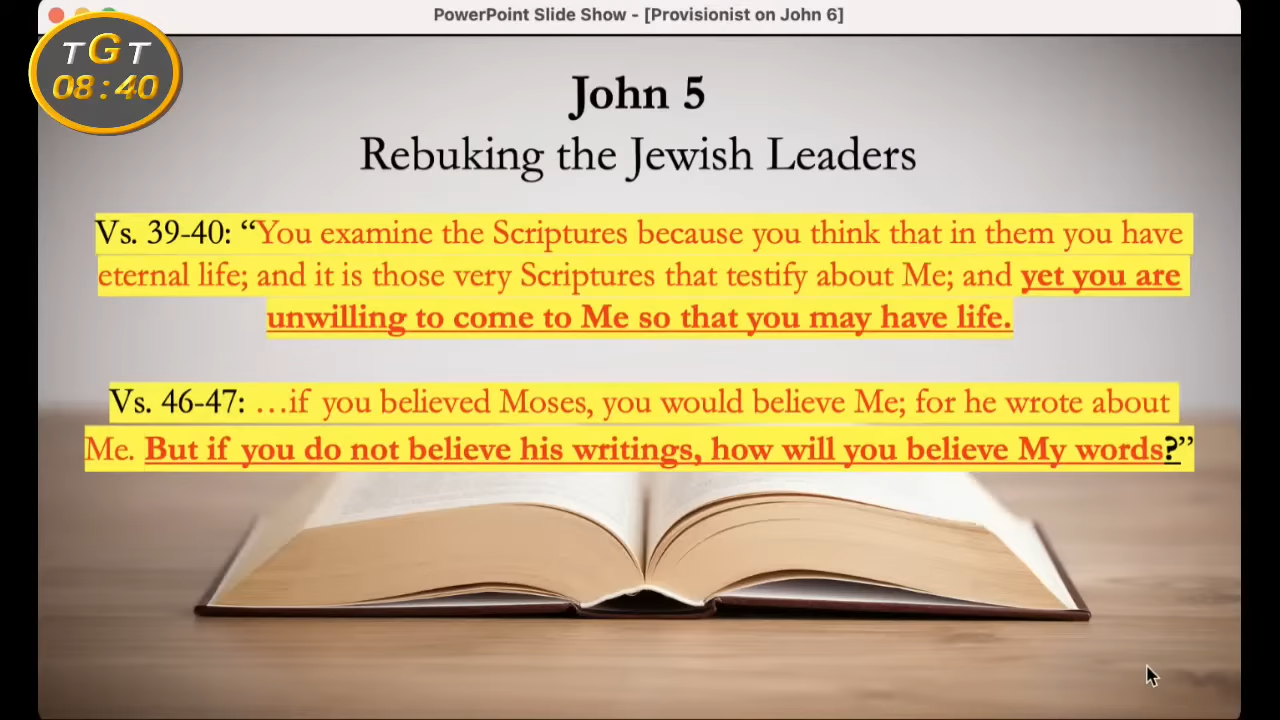 PowerPoint Slide Show - [Provisionist on John 6]
TGT
08:40
John 5
Rebuking the Jewish Leaders
Vs. 39-40: “You examine the Scriptures because you think that in them you have
eternal life; and it is those very Scriptures that testify about Me; and yet you are
unwilling to come to Me so that you may have life.
Vs. 46-47: …if you believed Moses, you would believe Me; for he wrote about
Me. But if you do not believe his writings, how will you believe My words?”